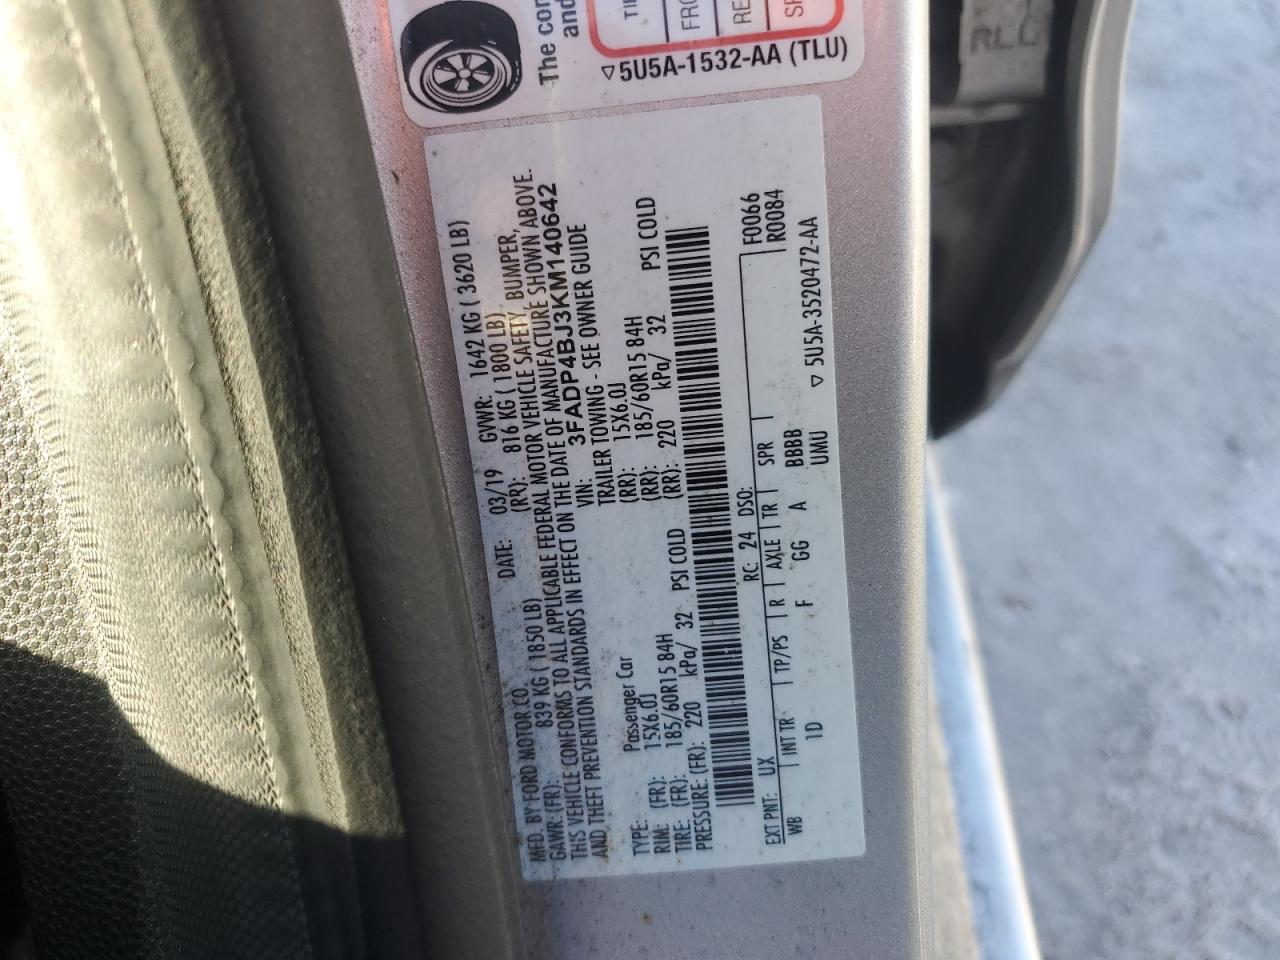 The con
and
TI
FRO
RE
SP
▽5U5A-1532-AA (TLU)
MFD. BY FORD MOTOR CO. DATE: 03/19 GVWR: 1642 KG ( 3620 LB)
GAWR: (FR): 839 KG ( 1850 LB) (RR): 816 KG ( 1800 LB)
THIS VEHICLE CONFORMS TO ALL APPLICABLE FEDERAL MOTOR VEHICLE SAFETY, BUMPER,
AND THEFT PREVENTION STANDARDS IN EFFECT ON THE DATE OF MANUFACTURE SHOWN ABOVE.
VIN: 3FADP4BJ3KM140642
TYPE: Passenger Car TRAILER TOWING - SEE OWNER GUIDE
RIM: (FR): 15X6.0J (RR): 15X6.0J
TIRE: (FR): 185/60R15 84H (RR): 185/60R15 84H
PRESSURE: (FR): 220 kPa/ 32 PSI COLD (RR): 220 kPa/ 32 PSI COLD
EXT PNT: UX RC: 24 DSO: F0066
WB INT TR TP/PS R AXLE TR SPR R0084
1D F GG A BBBB
UMU
▽ 5U5A-3520472-AA